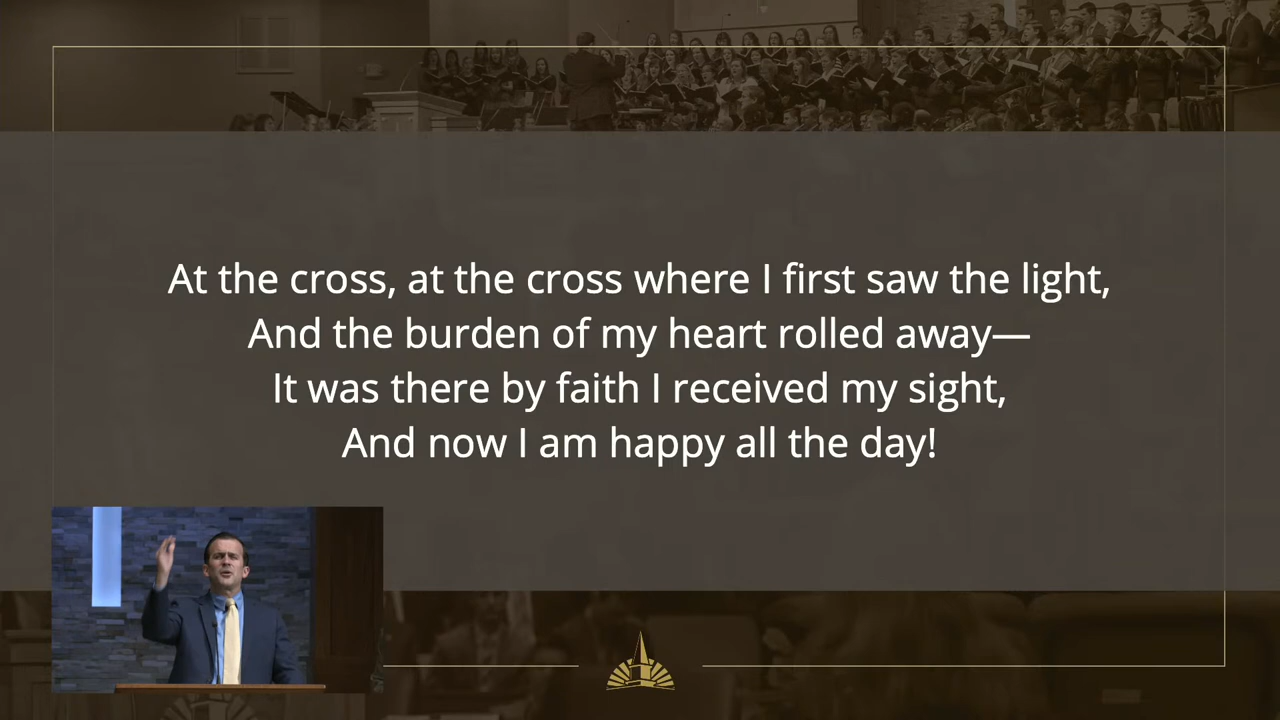 At the cross, at the cross where I first saw the light,
And the burden of my heart rolled away—
It was there by faith I received my sight,
And now I am happy all the day!